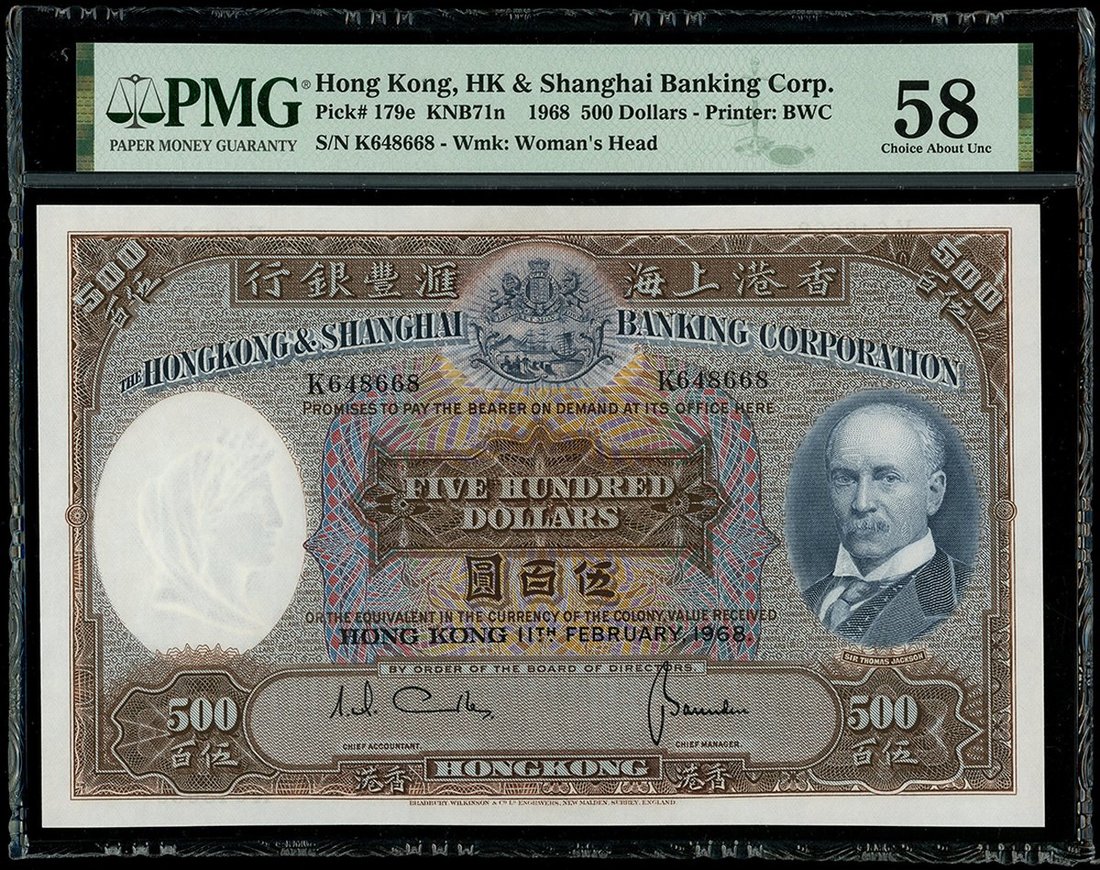 PMG®
PAPER MONEY GUARANTY
Hong Kong, HK & Shanghai Banking Corp.
Pick# 179e KNB71n 1968 500 Dollars - Printer: BWC
S/N K648668 - Wmk: Woman's Head
58
Choice About Unc
500
伍百
500
伍百
香港上海滙豐銀行
THE HONGKONG & SHANGHAI BANKING CORPORATION
K648668
K648668
PROMISES TO PAY THE BEARER ON DEMAND AT ITS OFFICE HERE
FIVE HUNDRED
DOLLARS
伍百圓
OR THE EQUIVALENT IN THE CURRENCY OF THE COLONY, VALUE RECEIVED
HONG KONG 11TH FEBRUARY, 1968.
SIR THOMAS JACKSON
BY ORDER OF THE BOARD OF DIRECTORS.
500
伍百
CHIEF ACCOUNTANT.
CHIEF MANAGER.
500
伍百
香港
HONGKONG
香港
BRADBURY, WILKINSON & Co. Ld. ENGRAVERS, NEW MALDEN, SURREY, ENGLAND